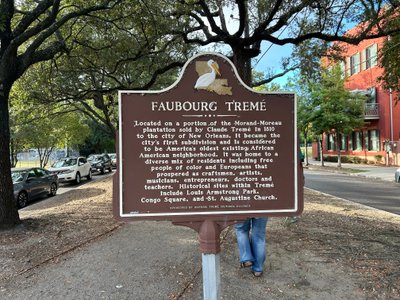 FAUBOURG TREMÉ
Located on a portion of the Morand-Moreau
plantation sold by Claude Tremé in 1810
to the city of New Orleans. It became the
city's first subdivision and is considered
to be America's oldest existing African
American neighborhood. It was home to a
diverse mix of residents including free
people of color and Europeans that
prospered as craftsmen, artists,
musicians, entrepreneurs, doctors and
teachers. Historical sites within Tremé
include Louis Armstrong Park,
Congo Square, and St. Augustine Church.